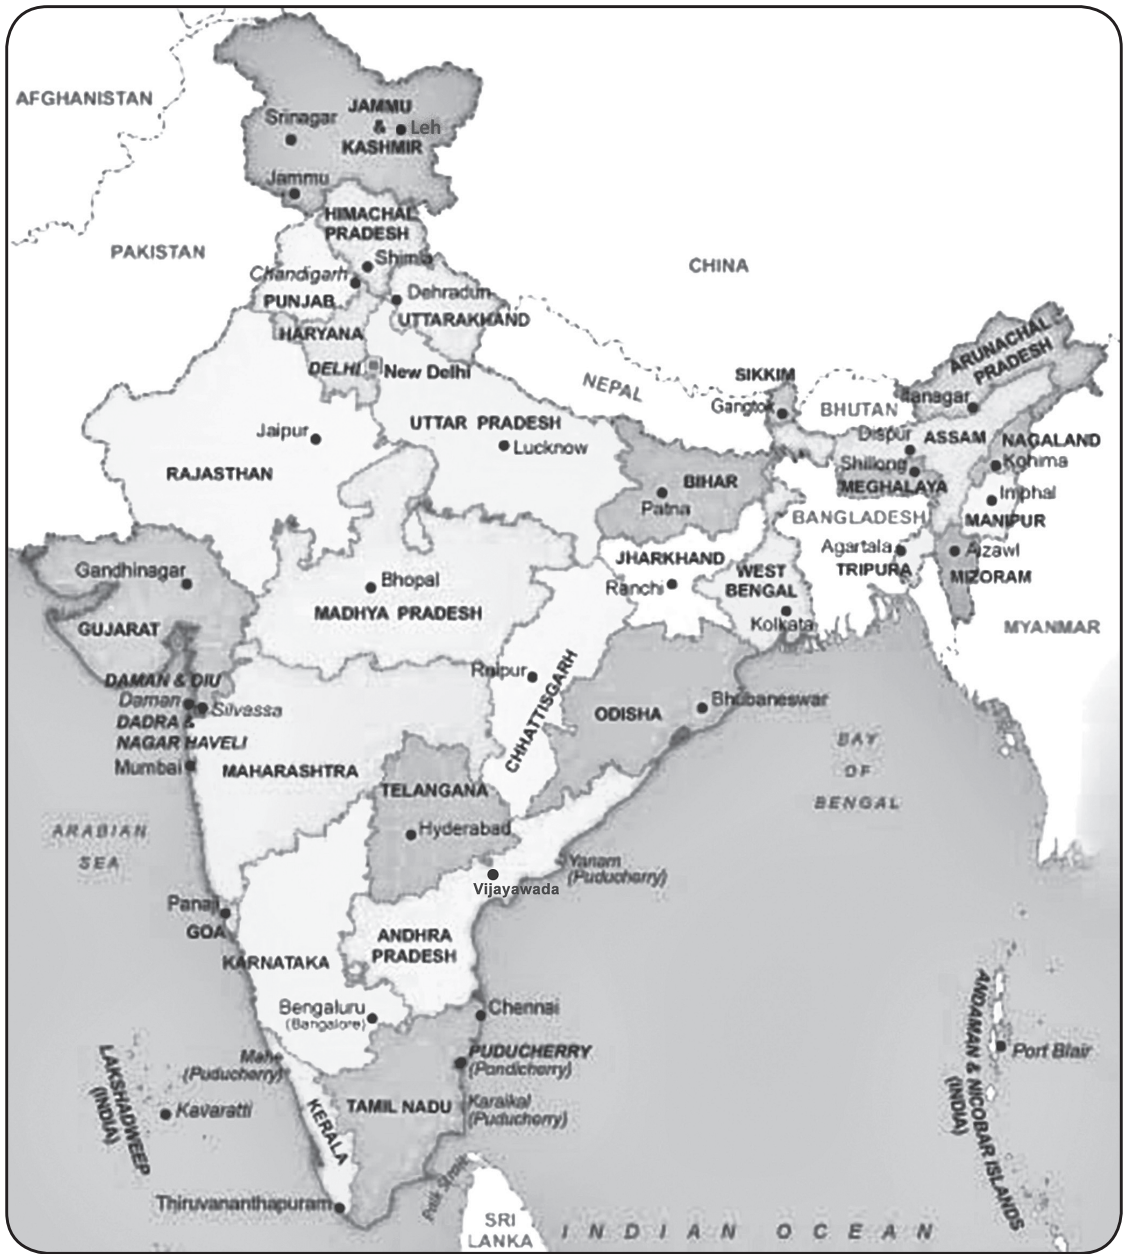 AFGHANISTAN
JAMMU
&
KASHMIR
Srinagar
Leh
Jammu
HIMACHAL
PRADESH
PAKISTAN
Shimla
CHINA
Chandigarh
PUNJAB
Dehradun
UTTARAKHAND
HARYANA
DELHI
New Delhi
NEPAL
SIKKIM
Gangtok
BHUTAN
ARUNACHAL
PRADESH
Itanagar
Jaipur
RAJASTHAN
UTTAR PRADESH
Lucknow
Dispur
ASSAM
NAGALAND
Kohima
Shillong
MEGHALAYA
BIHAR
Patna
Imphal
MANIPUR
BANGLADESH
Agartala
TRIPURA
Aizawl
MIZORAM
MYANMAR
JHARKHAND
Ranchi
WEST
BENGAL
Kolkata
Gandhinagar
GUJARAT
Bhopal
MADHYA PRADESH
Raipur
CHHATTISGARH
ODISHA
Bhubaneswar
DAMAN & DIU
Daman
Silvassa
DADRA &
NAGAR HAVELI
Mumbai
MAHARASHTRA
TELANGANA
Hyderabad
BAY
OF
BENGAL
ARABIAN
SEA
Yanam
(Puducherry)
Vijayawada
Panaji
GOA
KARNATAKA
ANDHRA
PRADESH
Bengaluru
(Bangalore)
Chennai
Mahe
(Puducherry)
PUDUCHERRY
(Pondicherry)
Karaikal
(Puducherry)
TAMIL NADU
KERALA
LAKSHADWEEP
(INDIA)
Kavaratti
ANDAMAN & NICOBAR ISLANDS
(INDIA)
Port Blair
Thiruvananthapuram
Palk Strait
SRI
LANKA
INDIAN OCEAN